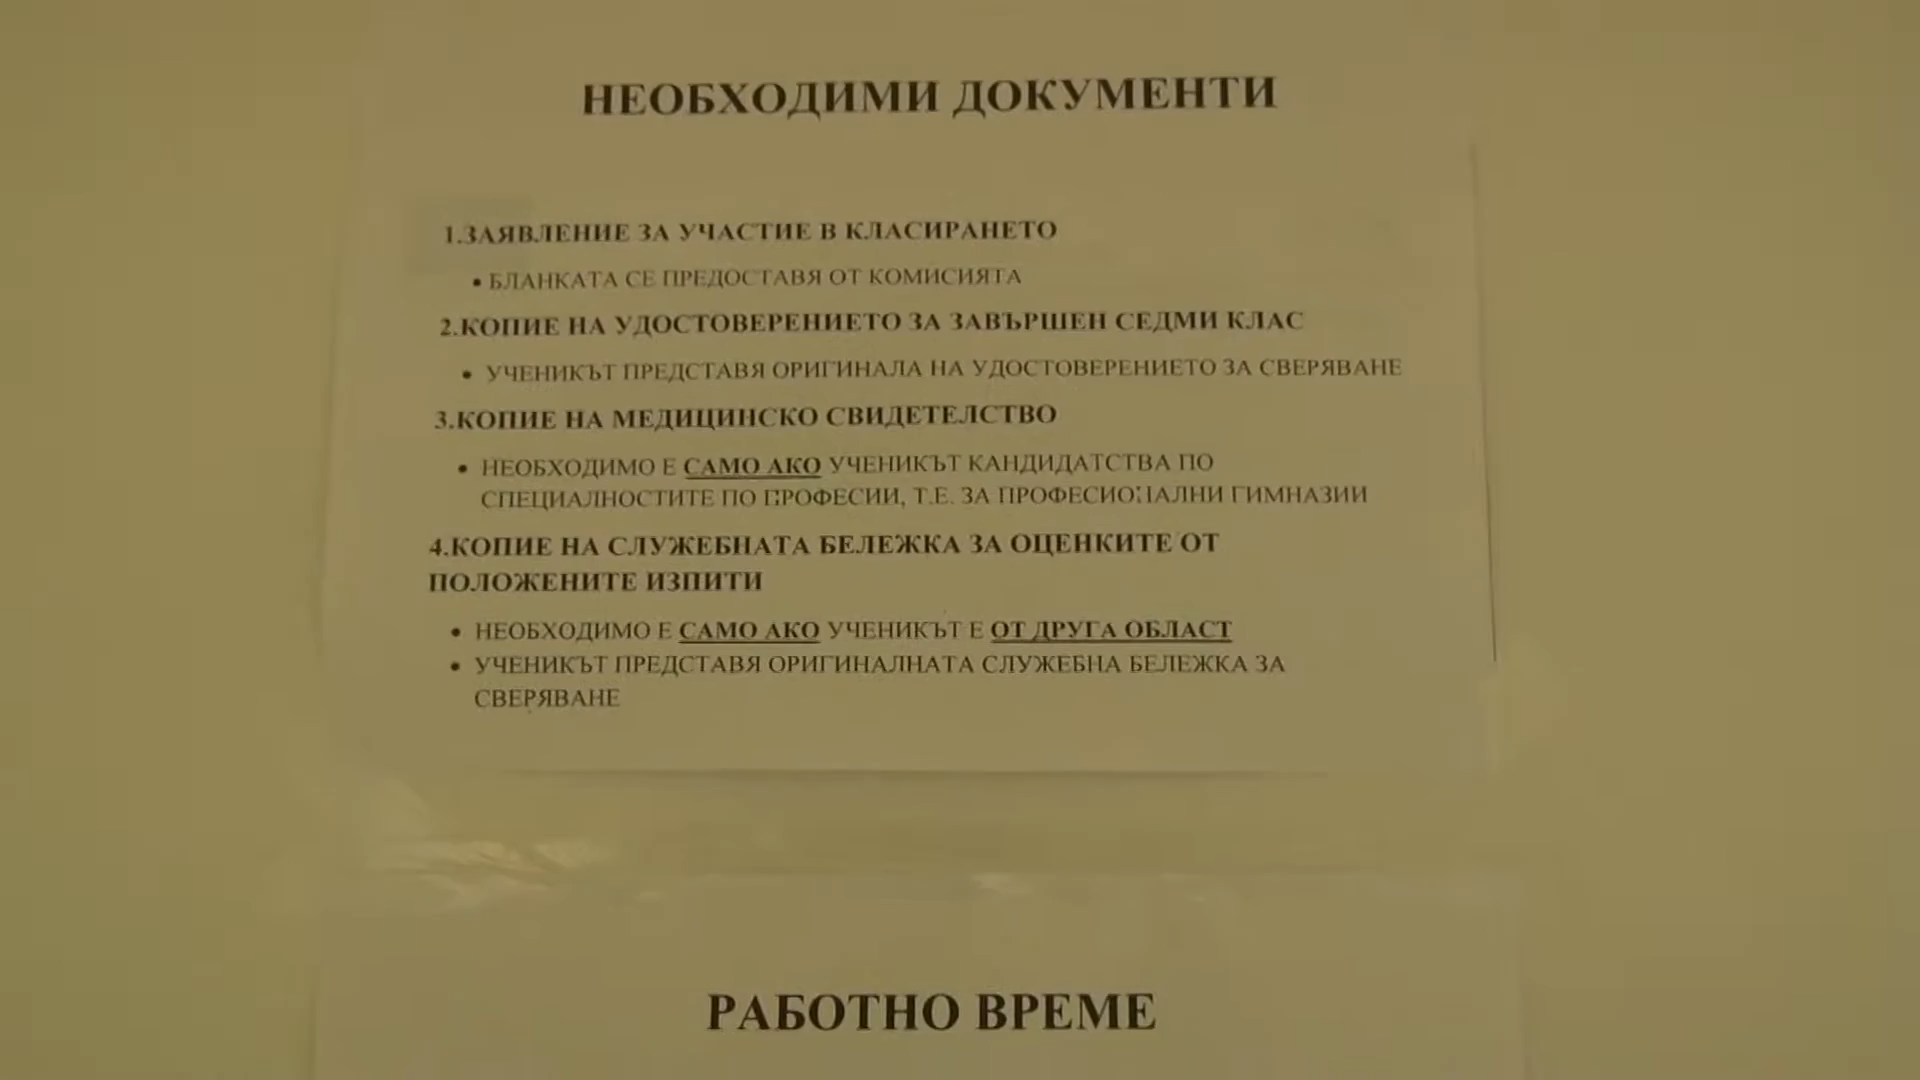 НЕОБХОДИМИ ДОКУМЕНТИ
1.ЗАЯВЛЕНИЕ ЗА УЧАСТИЕ В КЛАСИРАНЕТО
• БЛАНКАТА СЕ ПРЕДОСТАВЯ ОТ КОМИСИЯТА
2.КОПИЕ НА УДОСТОВЕРЕНИЕТО ЗА ЗАВЪРШЕН СЕДМИ КЛАС
• УЧЕНИКЪТ ПРЕДСТАВЯ ОРИГИНАЛА НА УДОСТОВЕРЕНИЕТО ЗА СВЕРЯВАНЕ
3.КОПИЕ НА МЕДИЦИНСКО СВИДЕТЕЛСТВО
• НЕОБХОДИМО Е САМО АКО УЧЕНИКЪТ КАНДИДАТСТВА ПО
СПЕЦИАЛНОСТИТЕ ПО ПРОФЕСИИ, Т.Е. ЗА ПРОФЕСИОНАЛНИ ГИМНАЗИИ
4.КОПИЕ НА СЛУЖЕБНАТА БЕЛЕЖКА ЗА ОЦЕНКИТЕ ОТ
ПОЛОЖЕНИТЕ ИЗПИТИ
• НЕОБХОДИМО Е САМО АКО УЧЕНИКЪТ Е ОТ ДРУГА ОБЛАСТ
• УЧЕНИКЪТ ПРЕДСТАВЯ ОРИГИНАЛНАТА СЛУЖЕБНА БЕЛЕЖКА ЗА
СВЕРЯВАНЕ
РАБОТНО ВРЕМЕ